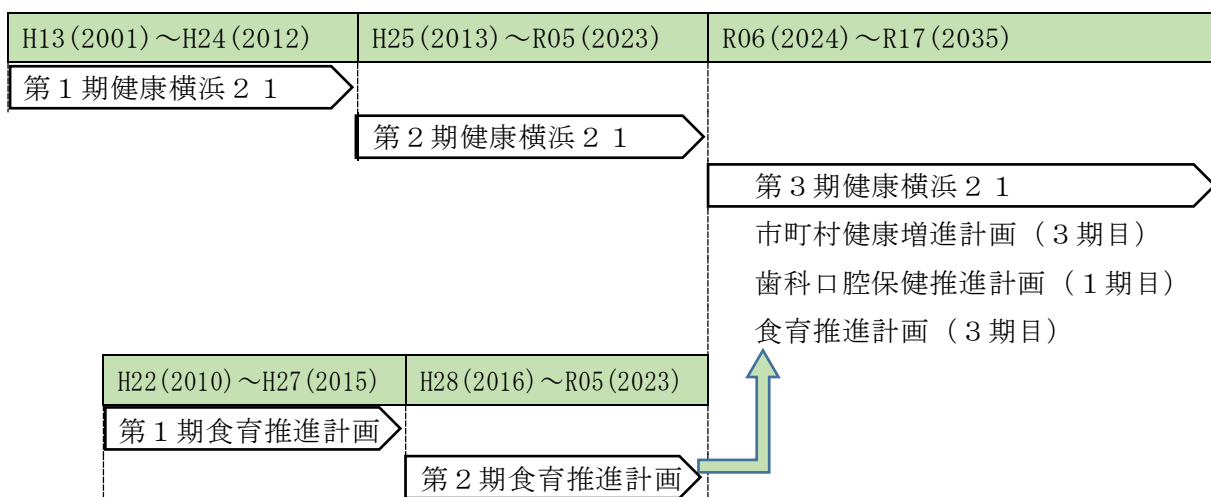 H13(2001)～H24(2012) H25(2013)～R05(2023) R06(2024)～R17(2035)
第１期健康横浜２１
第２期健康横浜２１
第３期健康横浜２１
市町村健康増進計画（３期目）
歯科口腔保健推進計画（１期目）
食育推進計画（３期目）
H22(2010)～H27(2015) H28(2016)～R05(2023)
第１期食育推進計画
第２期食育推進計画